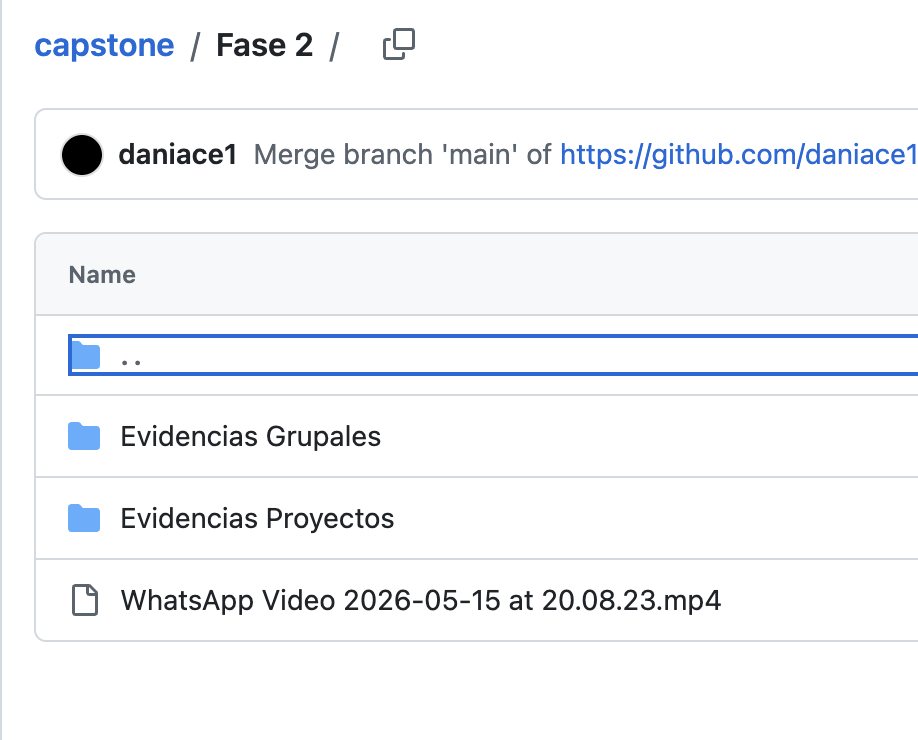 capstone / Fase 2 /
daniace1 Merge branch 'main' of https://github.com/daniace1
Name
..
Evidencias Grupales
Evidencias Proyectos
WhatsApp Video 2026-05-15 at 20.08.23.mp4